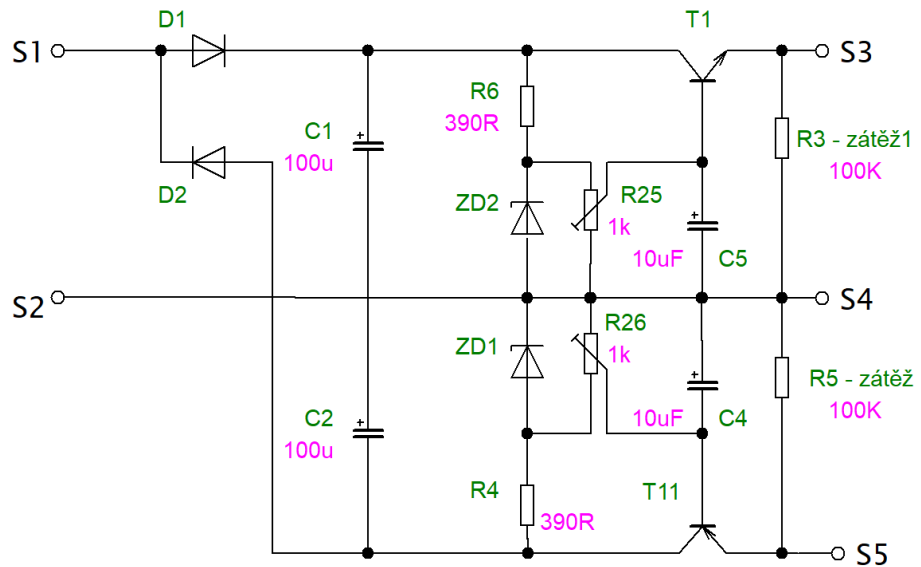 D1
T1
S1
S3
R6
390R
C1
100u
R3 - zátěž1
100K
D2
ZD2
R25
1k
10uF
C5
S2
S4
R26
1k
ZD1
R5 - zátěž
100K
C2
100u
10uF
C4
R4
390R
T11
S5